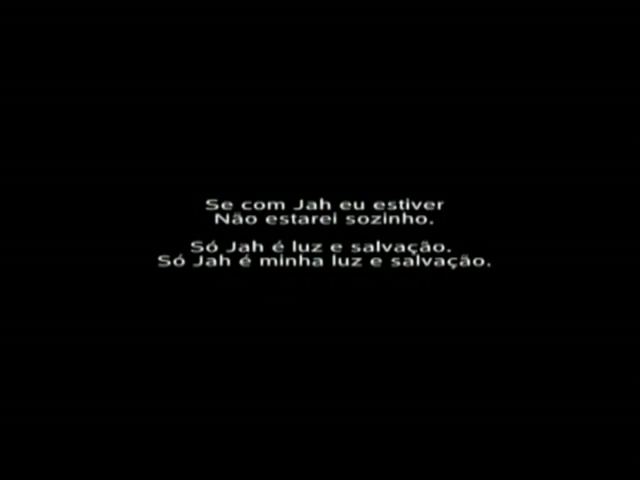 Se com Jah eu estiver
Não estarei sozinho.
Só Jah é luz e salvação.
Só Jah é minha luz e salvação.